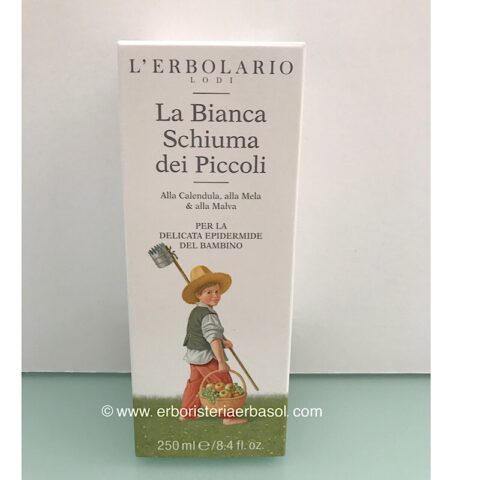 L'ERBOLARIO
LODI
La Bianca
Schiuma
dei Piccoli
Alla Calendula, alla Mela
& alla Malva
PER LA
DELICATA EPIDERMIDE
DEL BAMBINO
© www. erboristeriaerbasol. com
250 ml ℮ /8·4 fl. oz.